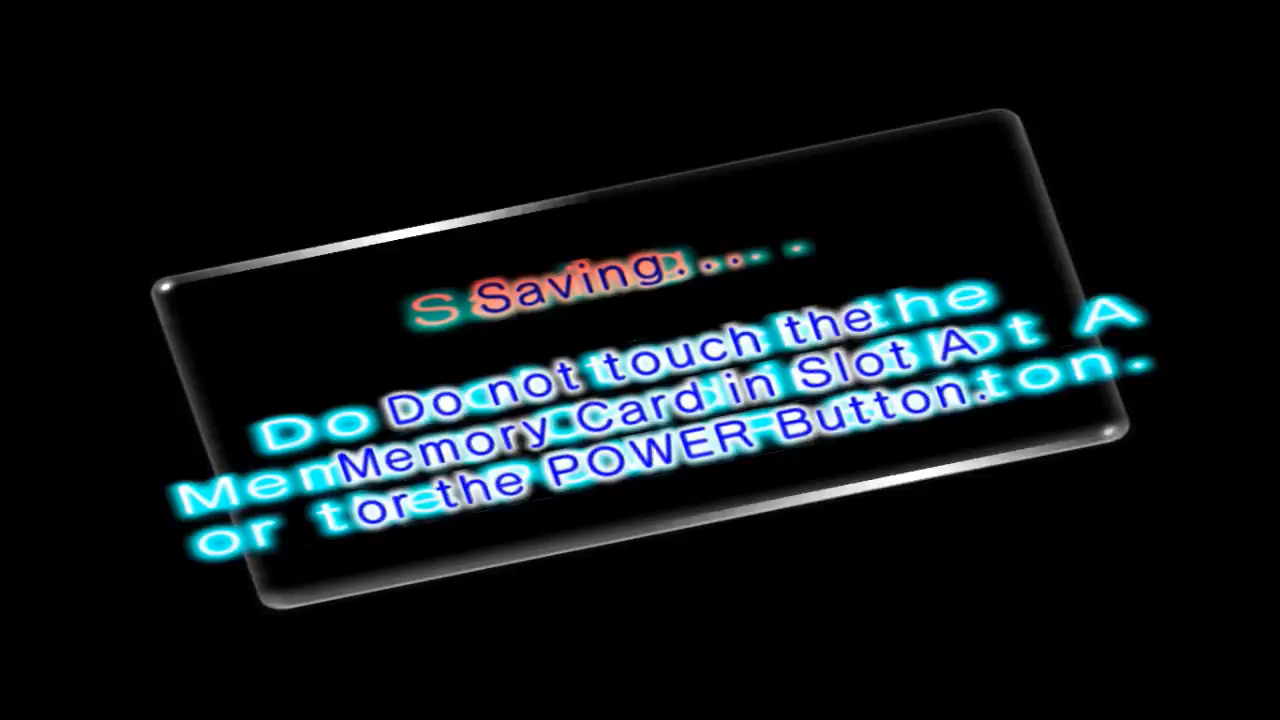 Saving...
Do not touch the
Memory Card in Slot A
or the POWER Button.